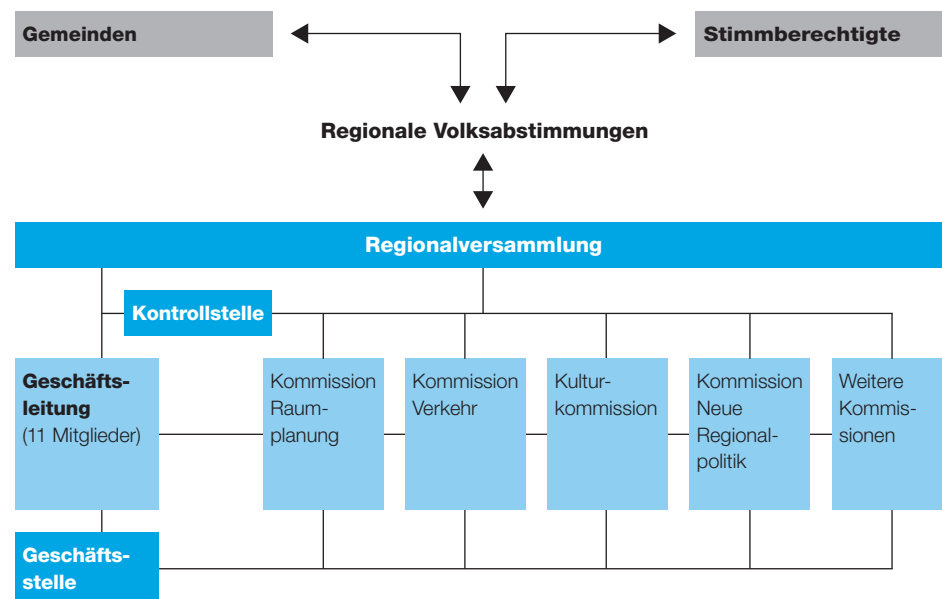 Gemeinden
Stimmberechtigte
Regionale Volksabstimmungen
Regionalversammlung
Kontrollstelle
Geschäfts-
leitung
(11 Mitglieder)
Kommission
Raum-
planung
Kommission
Verkehr
Kultur-
kommission
Kommission
Neue
Regional-
politik
Weitere
Kommis-
sionen
Geschäfts-
stelle